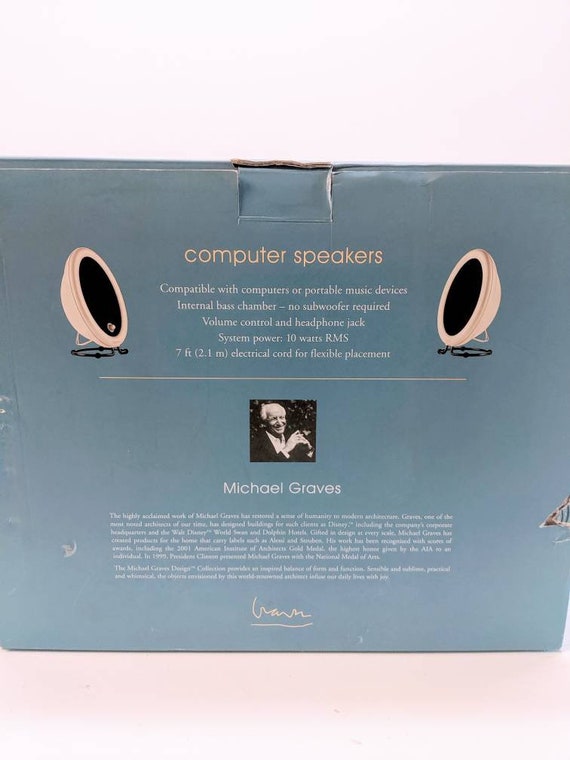 computer speakers
Compatible with computers or portable music devices
Internal bass chamber – no subwoofer required
Volume control and headphone jack
System power: 10 watts RMS
7 ft (2.1 m) electrical cord for flexible placement
Michael Graves
The highly acclaimed work of Michael Graves has restored a sense of humanity to modern architecture. Graves, one of the
most noted architects of our time, has designed buildings for such clients as Disney,™ including the company's corporate
headquarters and the Walt Disney™ World Swan and Dolphin Hotels. Gifted in design at every scale, Michael Graves has
created products for the home that carry labels such as Alessi and Steuben. His work has been recognized with scores of
awards, including the 2001 American Institute of Architects Gold Medal, the highest honor given by the AIA to an
individual. In 1999, President Clinton presented Michael Graves with the National Medal of Arts.
The Michael Graves Design™ Collection provides an inspired balance of form and function. Sensible and sublime, practical
and whimsical, the objects envisioned by this world-renowned architect infuse our daily lives with joy.
Graves